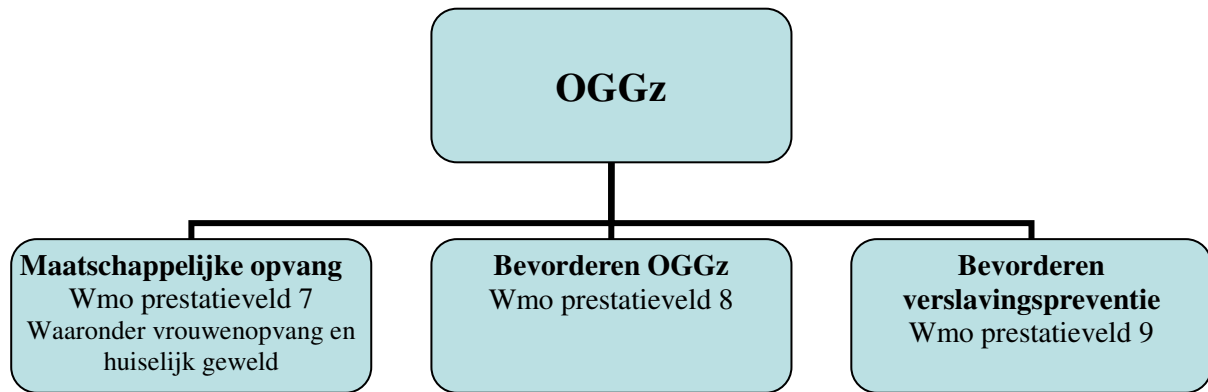 OGGz
Maatschappelijke opvang
Wmo prestatieveld 7
Waaronder vrouwenopvang en
huiselijk geweld
Bevorderen OGGz
Wmo prestatieveld 8
Bevorderen
verslavingspreventie
Wmo prestatieveld 9